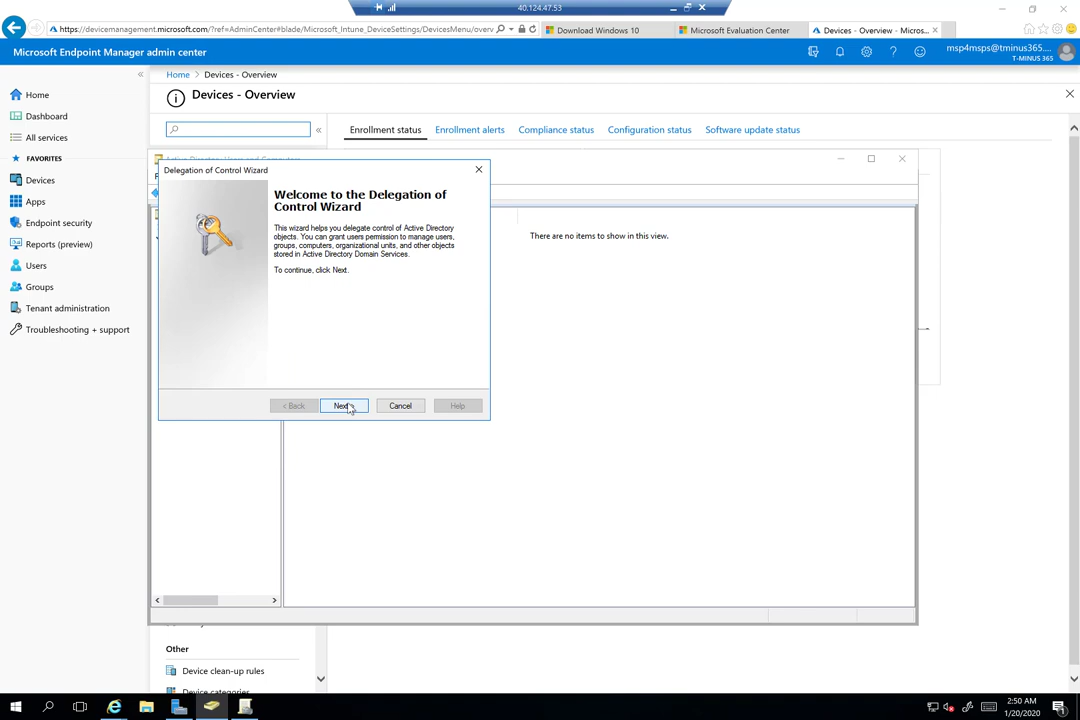 40.124.47.53
https://devicemanagement.microsoft.com/?ref=AdminCenter#blade/Microsoft_Intune_DeviceSettings/DevicesMenu/overv
Download Windows 10
Microsoft Evaluation Center
Devices - Overview - Micros...
Microsoft Endpoint Manager admin center
msp4msps@tminus365....
T-MINUS 365
Home > Devices - Overview
Devices - Overview
Home
Dashboard
All services
FAVORITES
Devices
Apps
Endpoint security
Reports (preview)
Users
Groups
Tenant administration
Troubleshooting + support
Enrollment status
Enrollment alerts
Compliance status
Configuration status
Software update status
Active Directory Users and Computers
Delegation of Control Wizard
Welcome to the Delegation of
Control Wizard
This wizard helps you delegate control of Active Directory
objects. You can grant users permission to manage users,
groups, computers, organizational units, and other objects
stored in Active Directory Domain Services.
To continue, click Next.
< Back
Next >
Cancel
Help
There are no items to show in this view.
Other
Device clean-up rules
Device categories
2:50 AM
1/20/2020